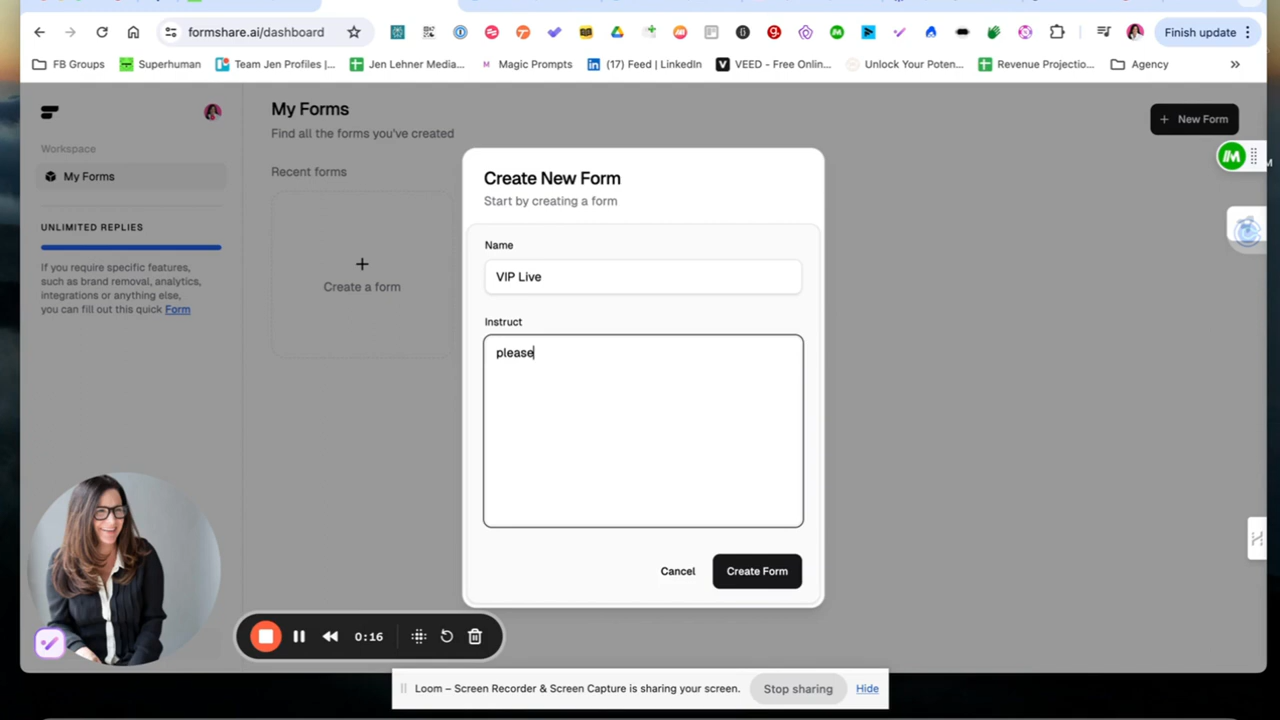 formshare.ai/dashboard
Finish update
FB Groups
Superhuman
Team Jen Profiles |...
Jen Lehner Media...
Magic Prompts
(17) Feed | LinkedIn
VEED - Free Onlin...
Unlock Your Poten...
Revenue Projectio...
Agency
»
My Forms
Find all the forms you've created
+ New Form
Workspace
My Forms
Recent forms
UNLIMITED REPLIES
If you require specific features,
such as brand removal, analytics,
integrations or anything else,
you can fill out this quick Form
+
Create a form
Create New Form
Start by creating a form
Name
VIP Live
Instruct
please
Cancel
Create Form
0:16
Loom – Screen Recorder & Screen Capture is sharing your screen.
Stop sharing
Hide